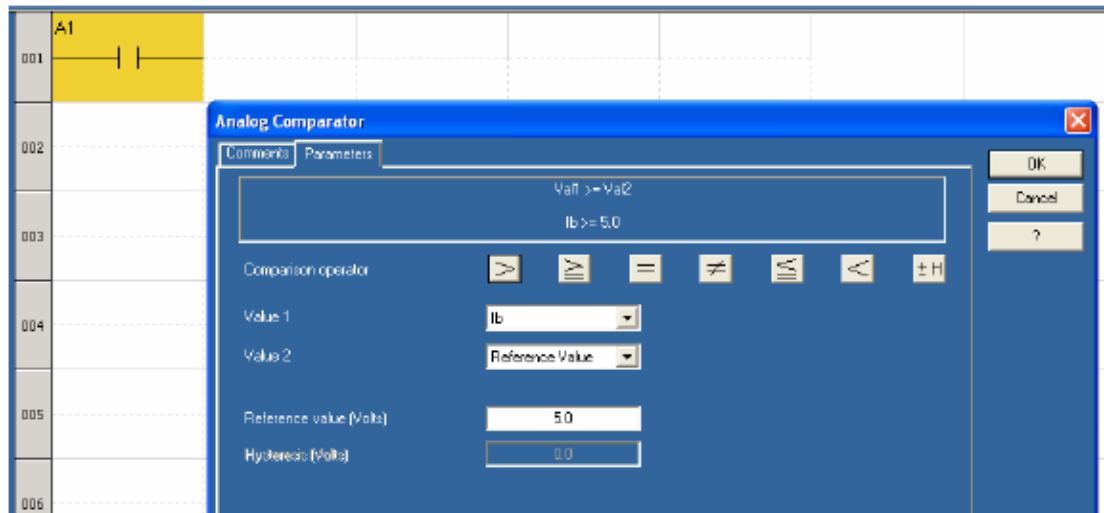 A1
001
Analog Comparator
002
Comments Parameters
OK
Val1 >= Val2
Cancel
Ib >= 5.0
?
003
Comparison operator > ≧ = ≠ ≦ < ± H
Value 1 Ib
004
Value 2 Reference Value
005
Reference value (Volts) 5.0
Hysteresis (Volts) 0.0
006